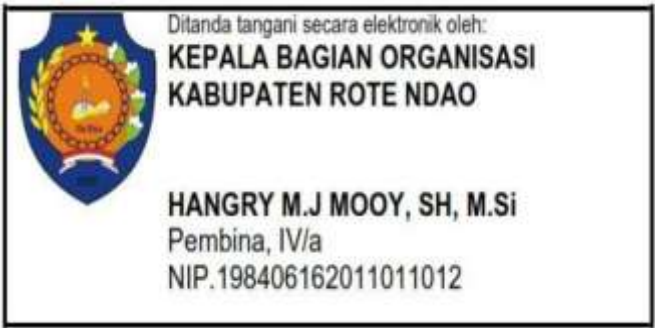 Ditanda tangani secara elektronik oleh:
KEPALA BAGIAN ORGANISASI
KABUPATEN ROTE NDAO
HANGRY M.J MOOY, SH, M.Si
Pembina, IV/a
NIP.198406162011011012